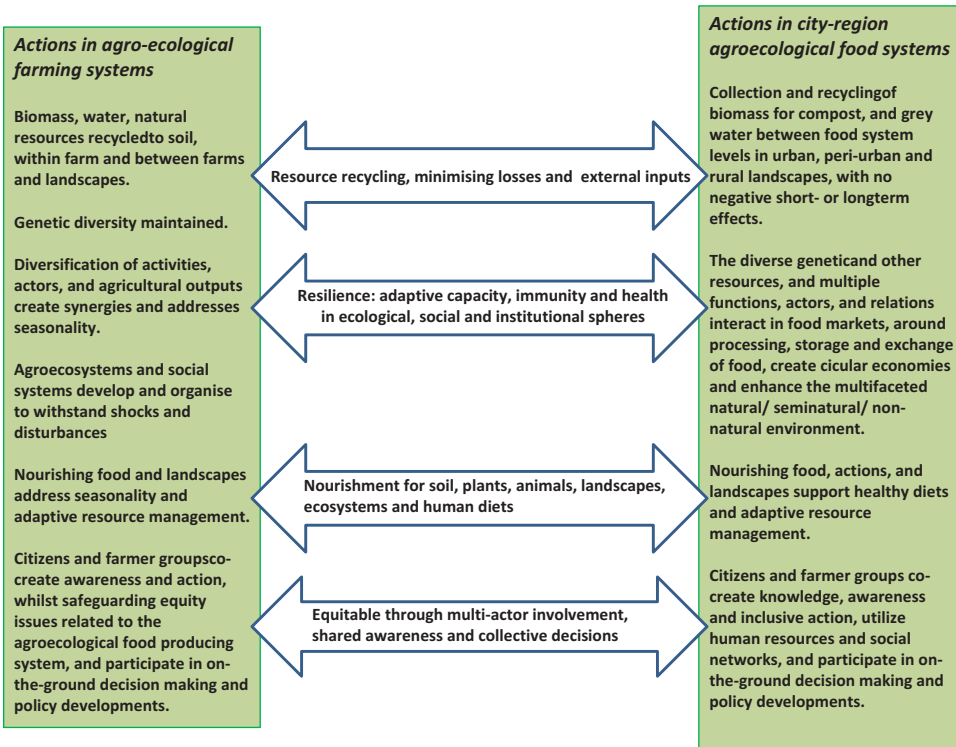 Actions in agro-ecological
farming systems
Biomass, water, natural
resources recycledto soil,
within farm and between farms
and landscapes.
Genetic diversity maintained.
Diversification of activities,
actors, and agricultural outputs
create synergies and addresses
seasonality.
Agroecosystems and social
systems develop and organise
to withstand shocks and
disturbances
Nourishing food and landscapes
address seasonality and
adaptive resource management.
Citizens and farmer groupsco-
create awareness and action,
whilst safeguarding equity
issues related to the
agroecological food producing
system, and participate in on-
the-ground decision making and
policy developments.
Resource recycling, minimising losses and external inputs
Resilience: adaptive capacity, immunity and health
in ecological, social and institutional spheres
Nourishment for soil, plants, animals, landscapes,
ecosystems and human diets
Equitable through multi-actor involvement,
shared awareness and collective decisions
Actions in city-region
agroecological food systems
Collection and recyclingof
biomass for compost, and grey
water between food system
levels in urban, peri-urban and
rural landscapes, with no
negative short- or longterm
effects.
The diverse geneticand other
resources, and multiple
functions, actors, and relations
interact in food markets, around
processing, storage and exchange
of food, create cicular economies
and enhance the multifaceted
natural/ seminatural/ non-
natural environment.
Nourishing food, actions, and
landscapes support healthy diets
and adaptive resource
management.
Citizens and farmer groups co-
create knowledge, awareness
and inclusive action, utilize
human resources and social
networks, and participate in on-
the-ground decision making and
policy developments.